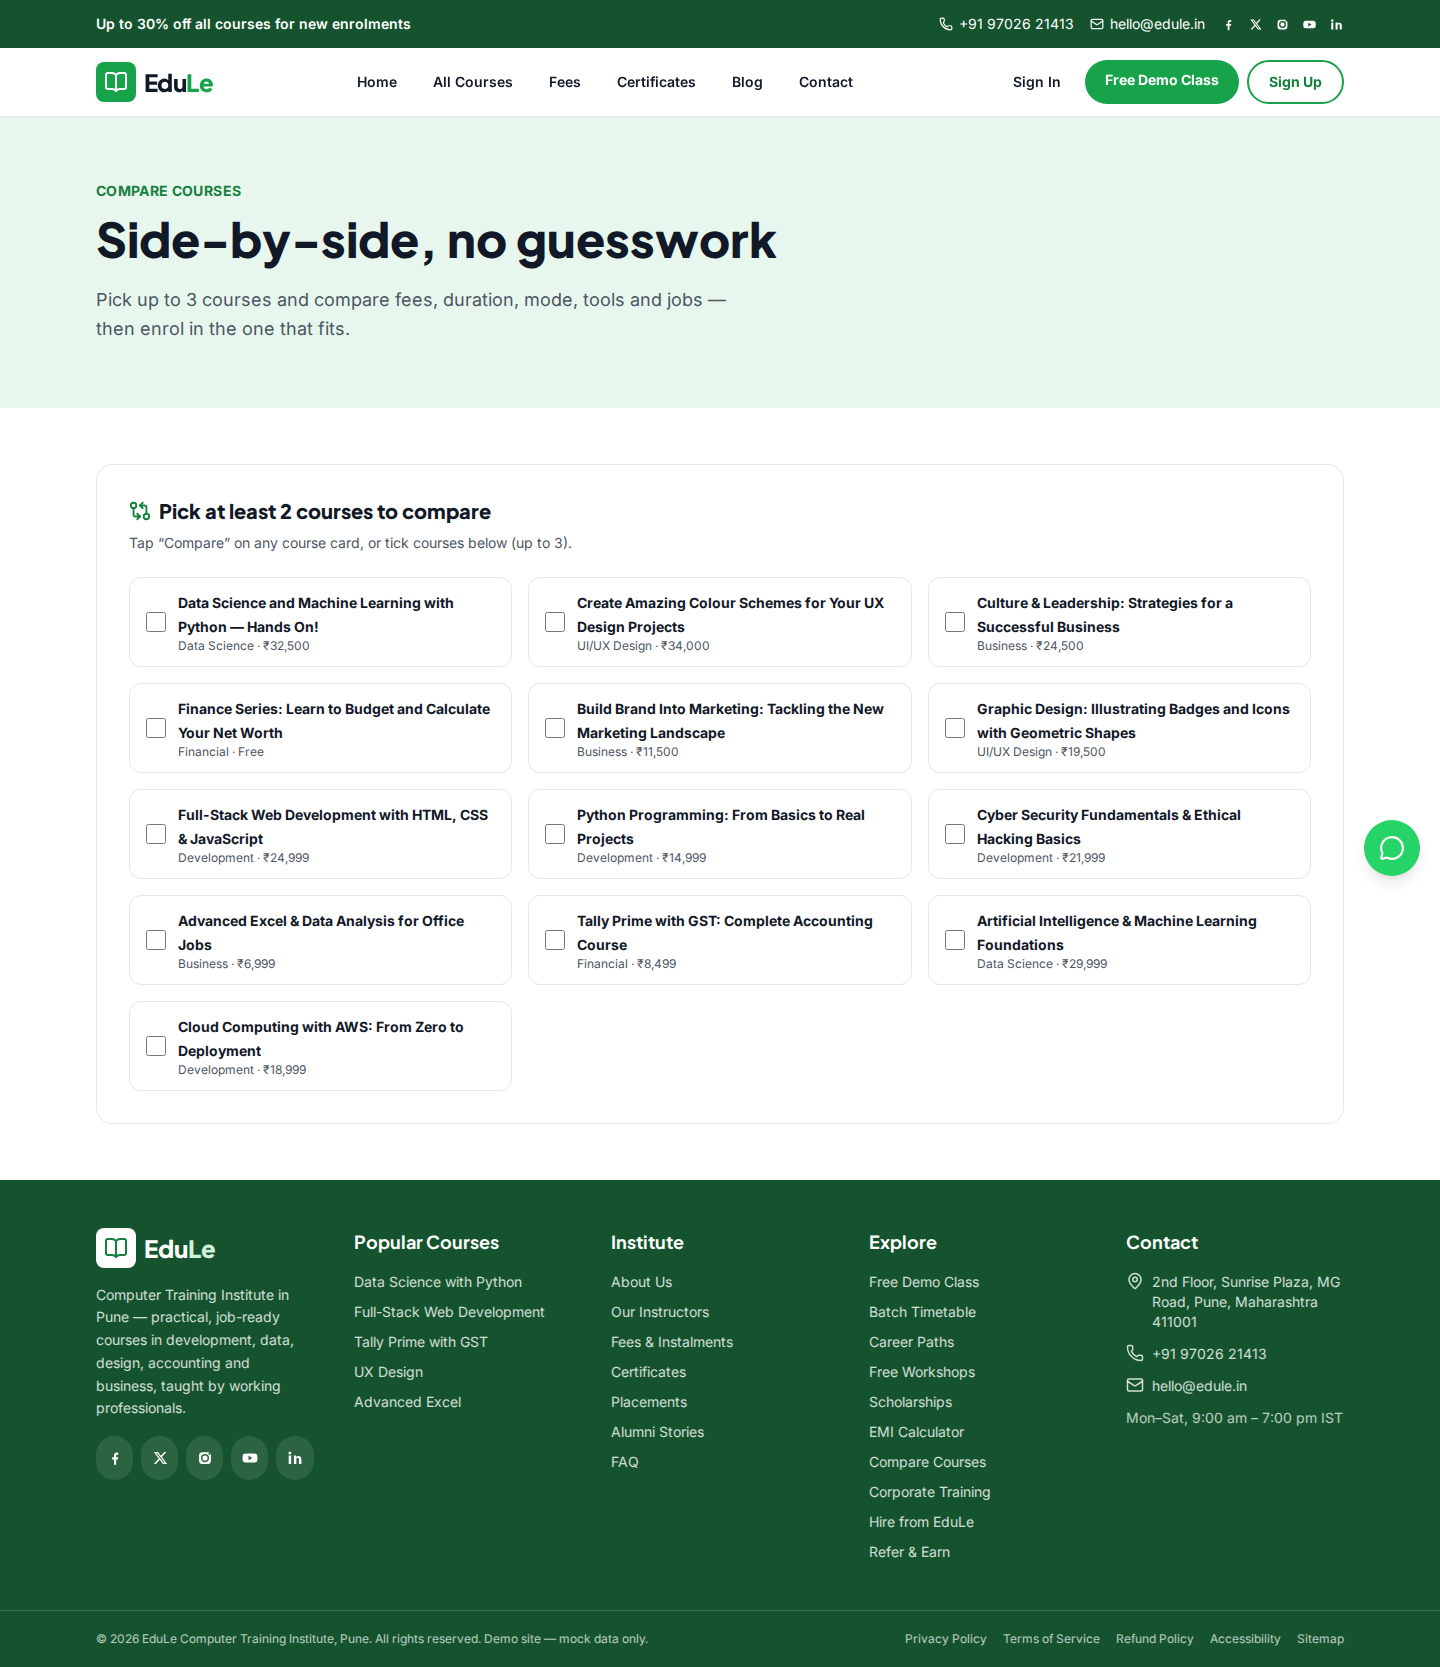 Up to 30% off all courses for new enrolments
+91 97026 21413
hello@edule.in
EduLe
Home
All Courses
Fees
Certificates
Blog
Contact
Sign In
Free Demo Class
Sign Up
COMPARE COURSES
Side-by-side, no guesswork
Pick up to 3 courses and compare fees, duration, mode, tools and jobs —
then enrol in the one that fits.
Pick at least 2 courses to compare
Tap “Compare” on any course card, or tick courses below (up to 3).
Data Science and Machine Learning with
Python — Hands On!
Data Science · ₹32,500
Create Amazing Colour Schemes for Your UX
Design Projects
UI/UX Design · ₹34,000
Culture & Leadership: Strategies for a
Successful Business
Business · ₹24,500
Finance Series: Learn to Budget and Calculate
Your Net Worth
Financial · Free
Build Brand Into Marketing: Tackling the New
Marketing Landscape
Business · ₹11,500
Graphic Design: Illustrating Badges and Icons
with Geometric Shapes
UI/UX Design · ₹19,500
Full-Stack Web Development with HTML, CSS
& JavaScript
Development · ₹24,999
Python Programming: From Basics to Real
Projects
Development · ₹14,999
Cyber Security Fundamentals & Ethical
Hacking Basics
Development · ₹21,999
Advanced Excel & Data Analysis for Office
Jobs
Business · ₹6,999
Tally Prime with GST: Complete Accounting
Course
Financial · ₹8,499
Artificial Intelligence & Machine Learning
Foundations
Data Science · ₹29,999
Cloud Computing with AWS: From Zero to
Deployment
Development · ₹18,999
EduLe
Computer Training Institute in
Pune — practical, job-ready
courses in development, data,
design, accounting and
business, taught by working
professionals.
Popular Courses
Data Science with Python
Full-Stack Web Development
Tally Prime with GST
UX Design
Advanced Excel
Institute
About Us
Our Instructors
Fees & Instalments
Certificates
Placements
Alumni Stories
FAQ
Explore
Free Demo Class
Batch Timetable
Career Paths
Free Workshops
Scholarships
EMI Calculator
Compare Courses
Corporate Training
Hire from EduLe
Refer & Earn
Contact
2nd Floor, Sunrise Plaza, MG
Road, Pune, Maharashtra
411001
+91 97026 21413
hello@edule.in
Mon–Sat, 9:00 am – 7:00 pm IST
© 2026 EduLe Computer Training Institute, Pune. All rights reserved. Demo site — mock data only.
Privacy Policy
Terms of Service
Refund Policy
Accessibility
Sitemap